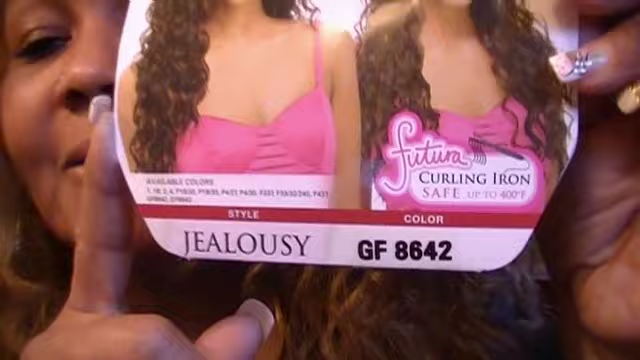 futura
CURLING IRON
SAFE UP TO 400°F
AVAILABLE COLORS
STYLE
COLOR
JEALOUSY
GF 8642